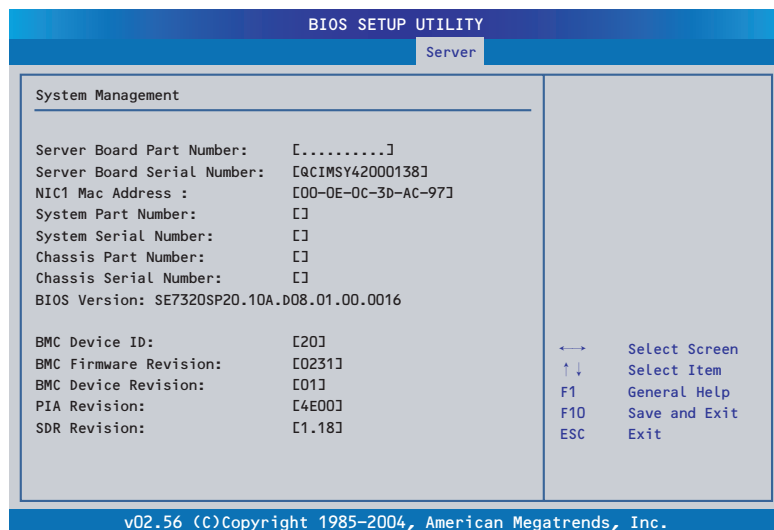 BIOS SETUP UTILITY
Server
System Management
Server Board Part Number: [..........]
Server Board Serial Number: [QCIMSY42000138]
NIC1 Mac Address : [00-0E-0C-3D-AC-97]
System Part Number: []
System Serial Number: []
Chassis Part Number: []
Chassis Serial Number: []
BIOS Version: SE7320SP20.10A.D08.01.00.0016
BMC Device ID: [20]
BMC Firmware Revision: [0231]
BMC Device Revision: [01]
PIA Revision: [4E00]
SDR Revision: [1.18]
←→ Select Screen
↑↓ Select Item
F1 General Help
F10 Save and Exit
ESC Exit
v02.56 (C)Copyright 1985-2004, American Megatrends, Inc.